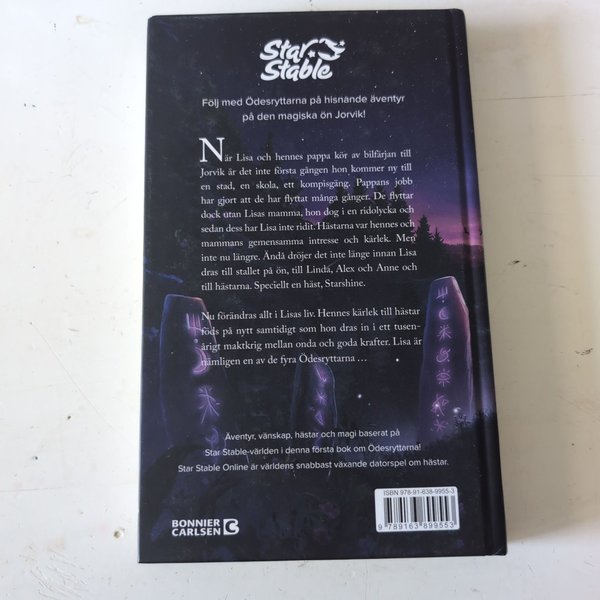 Star
Stable
Följ med Ödesryttarna på hisnande äventyr
på den magiska ön Jorvik!
När Lisa och hennes pappa kör av bilfärjan till
Jorvik är det inte första gången hon kommer ny till
en stad, en skola, ett kompisgäng. Pappans jobb
har gjort att de har flyttat många gånger. De flyttar
dock utan Lisas mamma, hon dog i en ridolycka och
sedan dess har Lisa inte ridit. Hästarna var hennes och
mammans gemensamma intresse och kärlek. Men
inte nu längre. Ändå dröjer det inte länge innan Lisa
dras till stallet på ön, till Linda, Alex och Anne och
till hästarna. Speciellt en häst, Starshine.
Nu förändras allt i Lisas liv. Hennes kärlek till hästar
föds på nytt samtidigt som hon dras in i ett tusen-
årigt maktkrig mellan onda och goda krafter. Lisa är
nämligen en av de fyra Ödesryttarna …
Äventyr, vänskap, hästar och magi baserat på
Star Stable-världen i denna första bok om Ödesryttarna!
Star Stable Online är världens snabbast växande datorspel om hästar.
ISBN 978-91-638-9955-3
9 789163 899553
BONNIER
CARLSEN